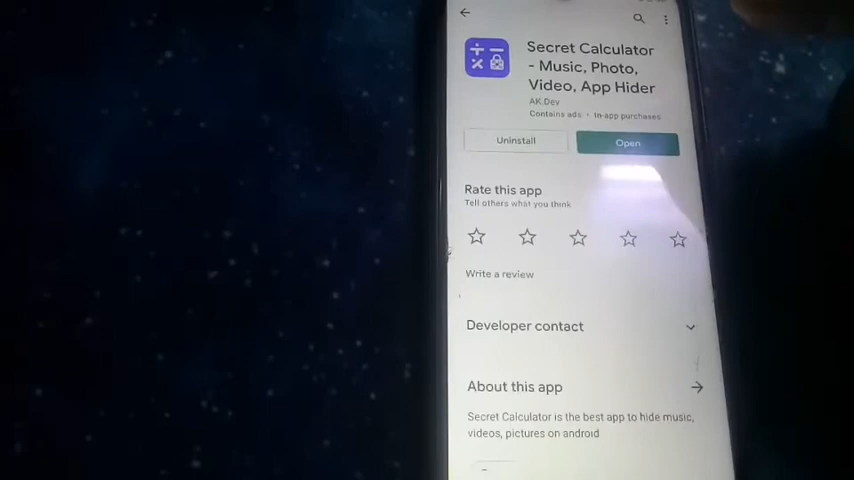 Secret Calculator
- Music, Photo,
Video, App Hider
AK.Dev
Contains ads • In-app purchases
Uninstall
Open
Rate this app
Tell others what you think
Write a review
Developer contact
About this app
Secret Calculator is the best app to hide music,
videos, pictures on android